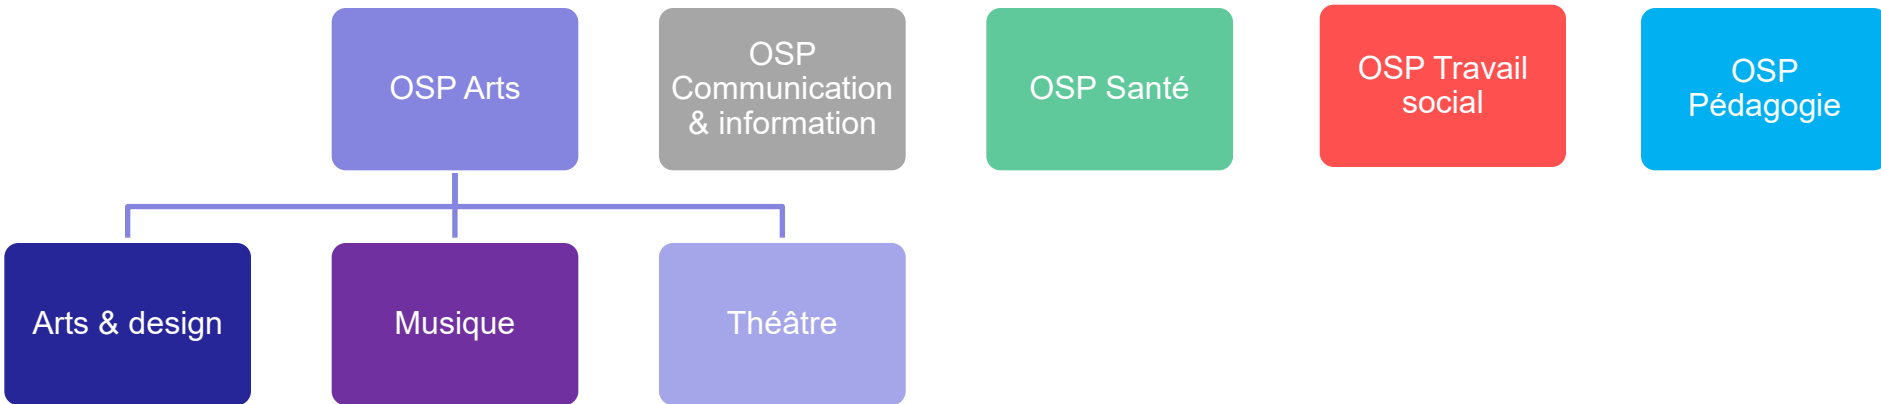 OSP Arts
OSP
Communication
& information
OSP Santé
OSP Travail
social
OSP
Pédagogie
Arts & design
Musique
Théâtre